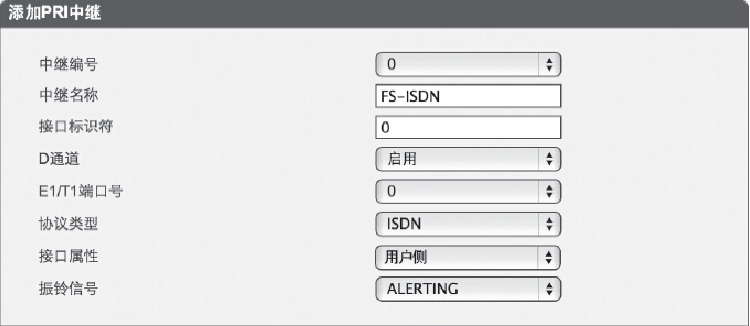 添加PRI中继
中继编号 0
中继名称 FS-ISDN
接口标识符 0
D通道 启用
E1/T1端口号 0
协议类型 ISDN
接口属性 用户侧
振铃信号 ALERTING